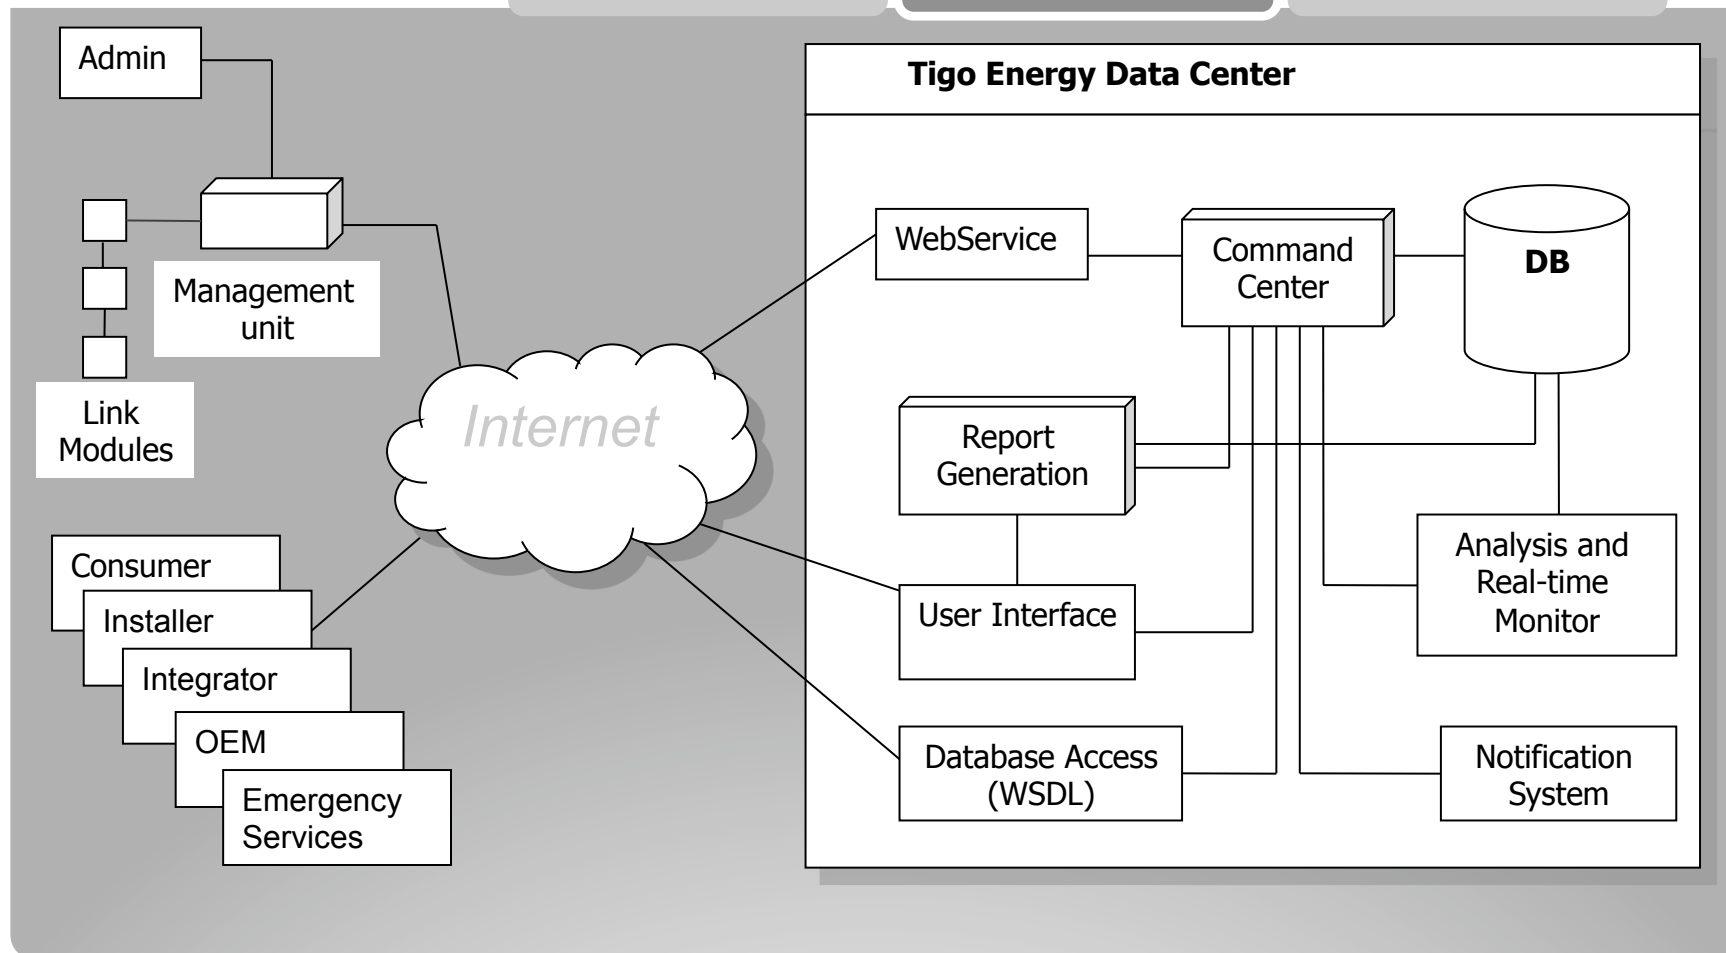 Admin
Management
unit
Link
Modules
Internet
Consumer
Installer
Integrator
OEM
Emergency
Services
Tigo Energy Data Center
WebService
Command
Center
DB
Report
Generation
Analysis and
Real-time
Monitor
User Interface
Database Access
(WSDL)
Notification
System